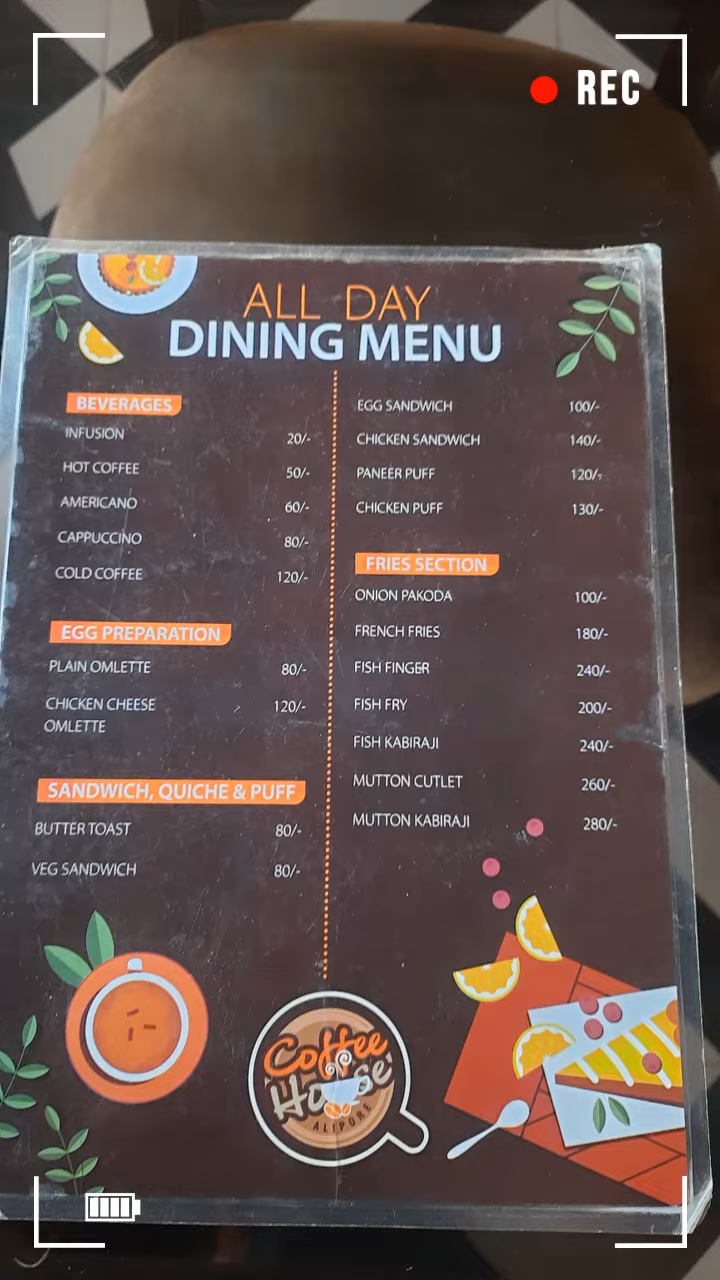 REC
ALL DAY
DINING MENU
BEVERAGES
INFUSION 20/-
HOT COFFEE 50/-
AMERICANO 60/-
CAPPUCCINO 80/-
COLD COFFEE 120/-
EGG PREPARATION
PLAIN OMLETTE 80/-
CHICKEN CHEESE 120/-
OMLETTE
SANDWICH, QUICHE & PUFF
BUTTER TOAST 80/-
VEG SANDWICH 80/-
EGG SANDWICH 100/-
CHICKEN SANDWICH 140/-
PANEER PUFF 120/-
CHICKEN PUFF 130/-
FRIES SECTION
ONION PAKODA 100/-
FRENCH FRIES 180/-
FISH FINGER 240/-
FISH FRY 200/-
FISH KABIRAJI 240/-
MUTTON CUTLET 260/-
MUTTON KABIRAJI 280/-
Coffee
House
ALIPORE